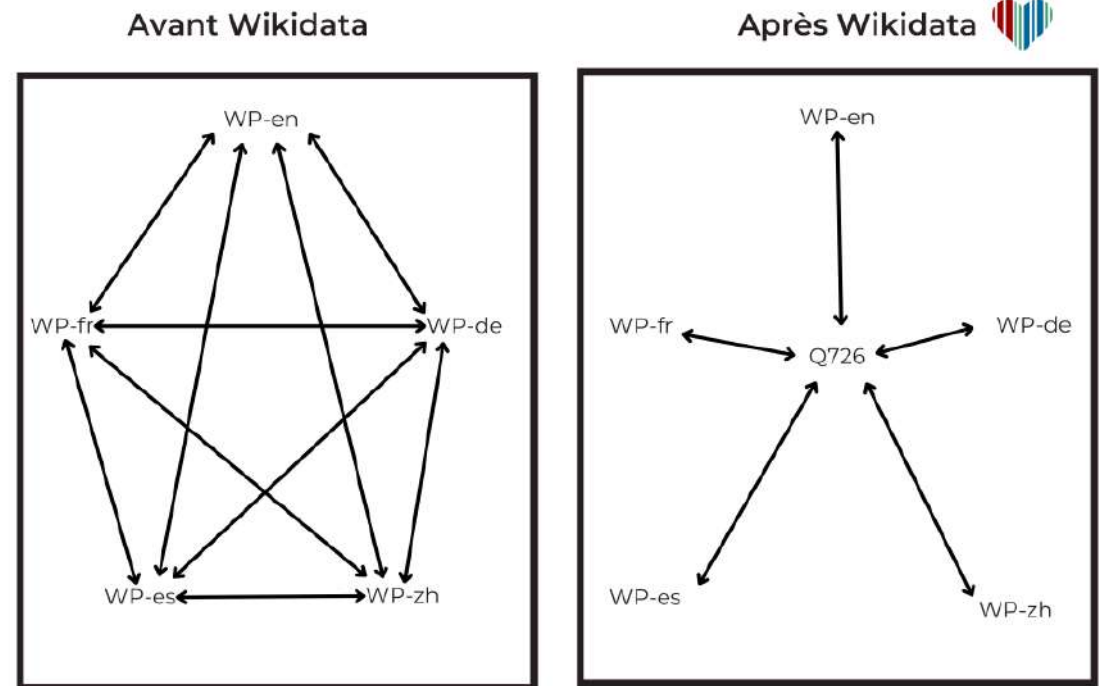 Avant Wikidata
Après Wikidata
WP-en
WP-fr
WP-de
WP-es
WP-zh
WP-en
WP-fr
WP-de
Q726
WP-es
WP-zh